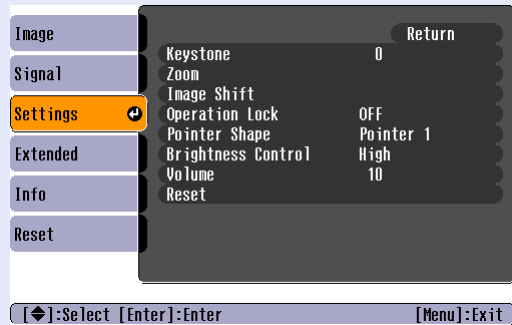 Image
Signal
Settings
Extended
Info
Reset
Return
Keystone 0
Zoom
Image Shift
Operation Lock OFF
Pointer Shape Pointer 1
Brightness Control High
Volume 10
Reset
[◆]:Select [Enter]:Enter [Menu]:Exit